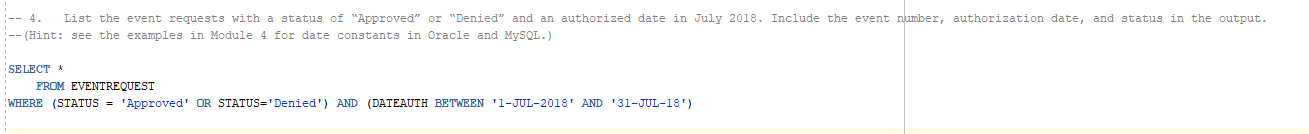 -- 4.   List the event requests with a status of “Approved” or “Denied” and an authorized date in July 2018. Include the event number, authorization date, and status in the output.
--(Hint: see the examples in Module 4 for date constants in Oracle and MySQL.)
SELECT *
FROM EVENTREQUEST
WHERE (STATUS = 'Approved' OR STATUS='Denied') AND (DATEAUTH BETWEEN '1-JUL-2018' AND '31-JUL-18')